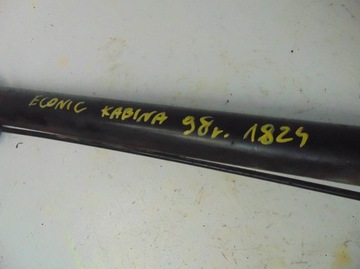 ECONIC KABINA 98r. 1824